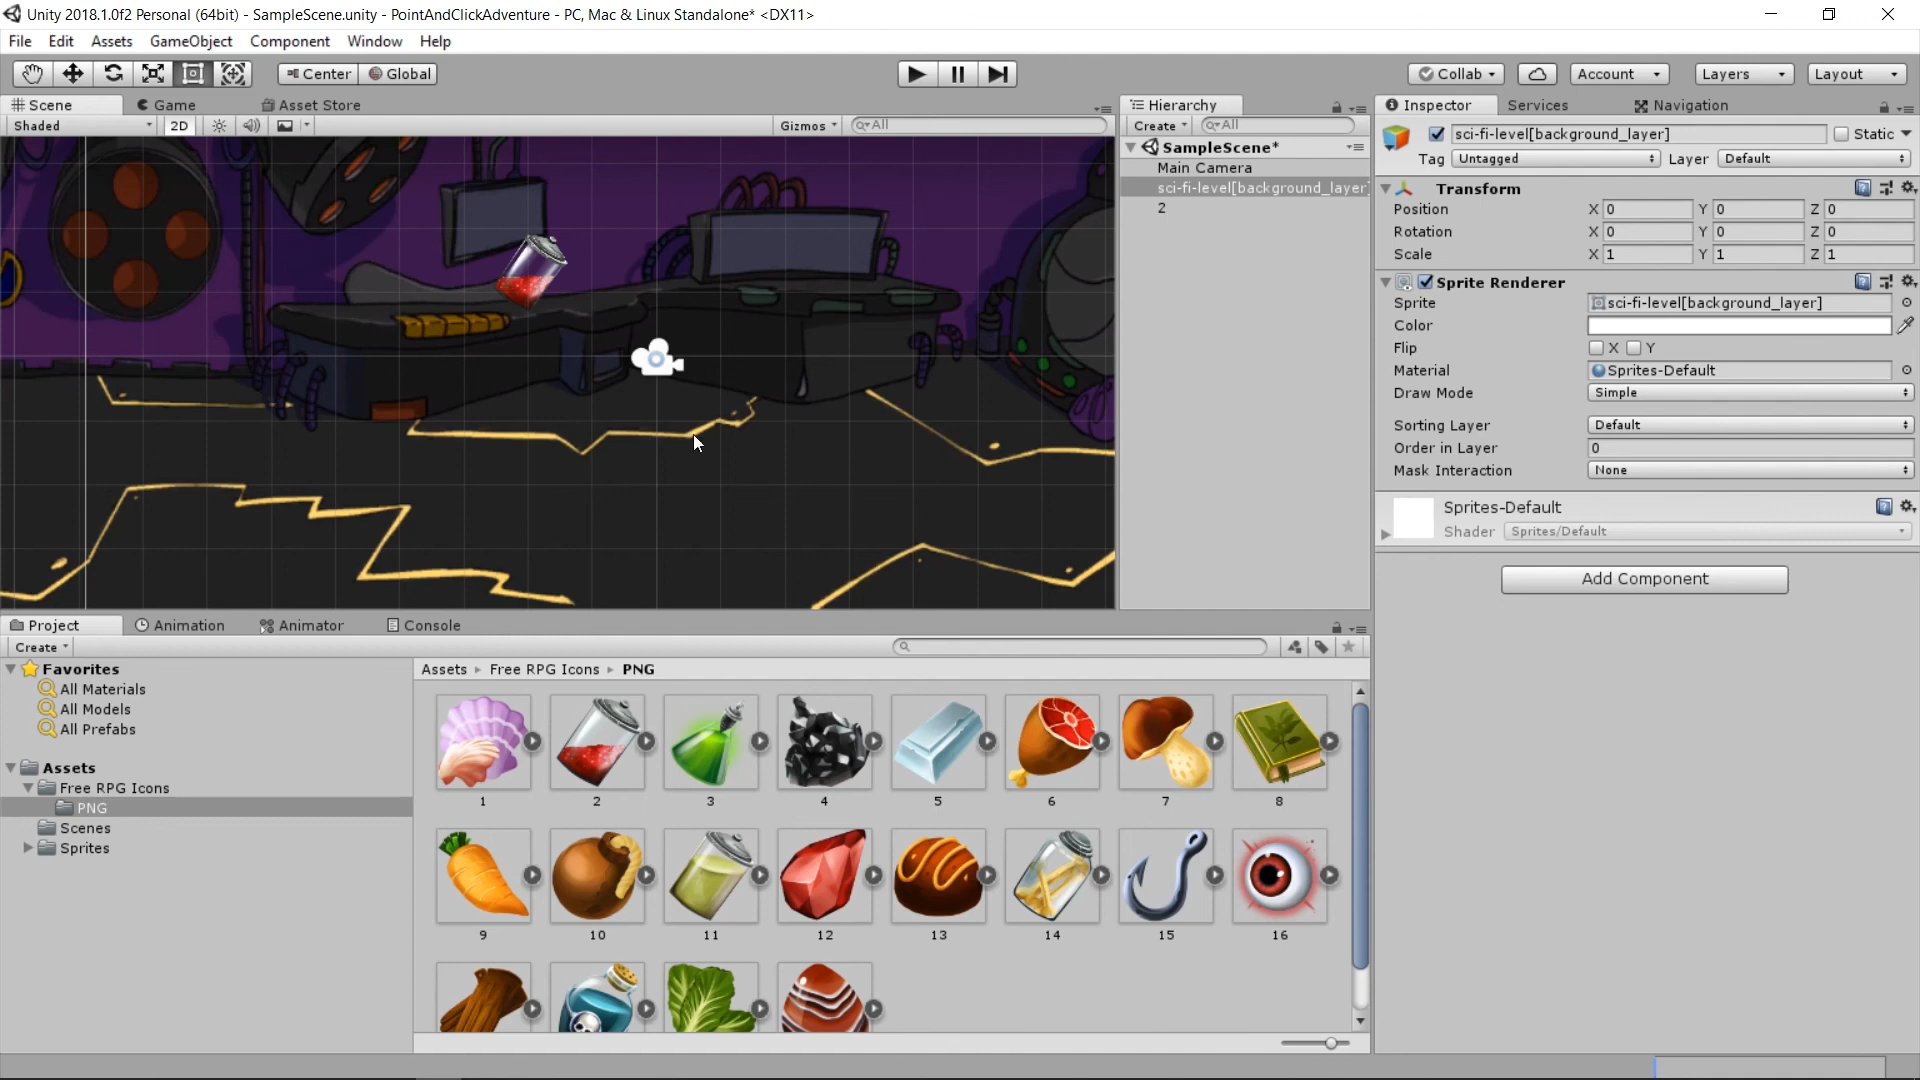 Unity 2018.1.0f2 Personal (64bit) - SampleScene.unity - PointAndClickAdventure - PC, Mac & Linux Standalone* <DX11>
File Edit Assets GameObject Component Window Help
Center Global Collab Account Layers Layout
Scene Game Asset Store
Shaded 2D Gizmos All
Hierarchy
Create All
SampleScene*
Main Camera
sci-fi-level[background_layer]
2
Inspector Services Navigation
sci-fi-level[background_layer] Static
Tag Untagged Layer Default
Transform
Position X 0 Y 0 Z 0
Rotation X 0 Y 0 Z 0
Scale X 1 Y 1 Z 1
Sprite Renderer
Sprite sci-fi-level[background_layer]
Color
Flip X Y
Material Sprites-Default
Draw Mode Simple
Sorting Layer Default
Order in Layer 0
Mask Interaction None
Sprites-Default
Shader Sprites/Default
Add Component
Project Animation Animator Console
Create
Favorites
All Materials
All Models
All Prefabs
Assets
Free RPG Icons
PNG
Scenes
Sprites
Assets Free RPG Icons PNG
1 2 3 4 5 6 7 8
9 10 11 12 13 14 15 16